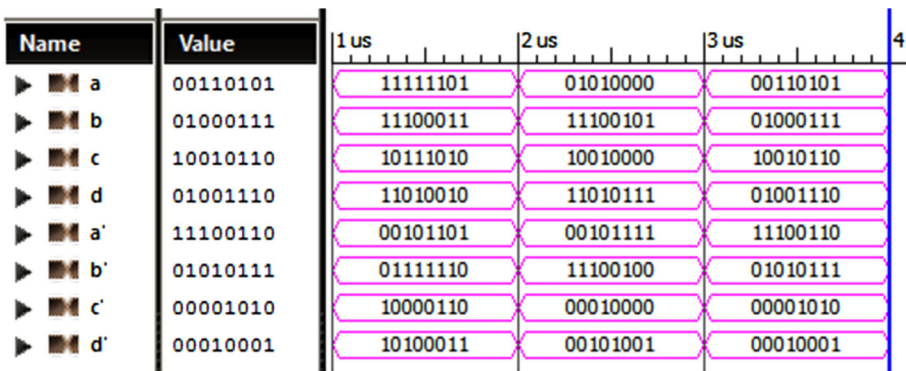 Name Value 1 us 2 us 3 us 4
a 00110101 11111101 01010000 00110101
b 01000111 11100011 11100101 01000111
c 10010110 10111010 10010000 10010110
d 01001110 11010010 11010111 01001110
a' 11100110 00101101 00101111 11100110
b' 01010111 01111110 11100100 01010111
c' 00001010 10000110 00010000 00001010
d' 00010001 10100011 00101001 00010001